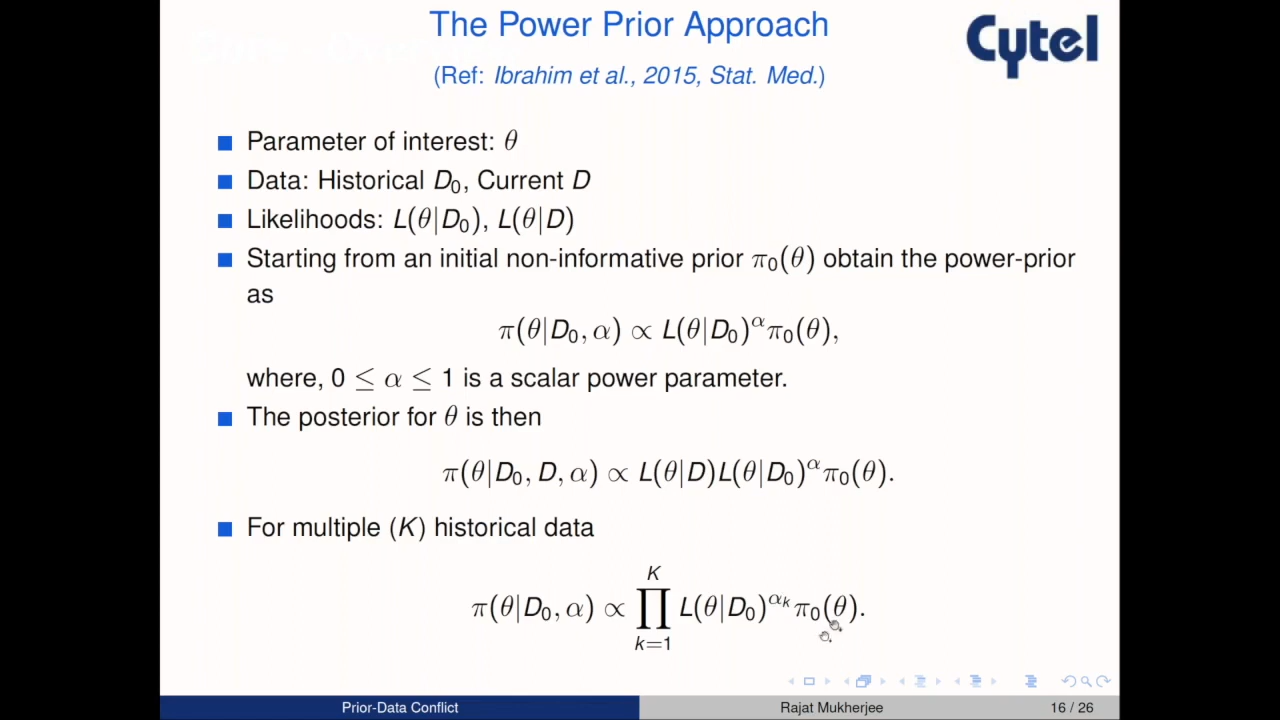 The Power Prior Approach
Cytel
(Ref: Ibrahim et al., 2015, Stat. Med.)
Parameter of interest: θ
Data: Historical D₀, Current D
Likelihoods: L(θ|D₀), L(θ|D)
Starting from an initial non-informative prior π₀(θ) obtain the power-prior
as
π(θ|D₀, α) ∝ L(θ|D₀)^α π₀(θ),
where, 0 ≤ α ≤ 1 is a scalar power parameter.
The posterior for θ is then
π(θ|D₀, D, α) ∝ L(θ|D)L(θ|D₀)^α π₀(θ).
For multiple (K) historical data
π(θ|D₀, α) ∝ ∏_{k=1}^{K} L(θ|D₀)^{α_k} π₀(θ).
Prior-Data Conflict
Rajat Mukherjee
16 / 26